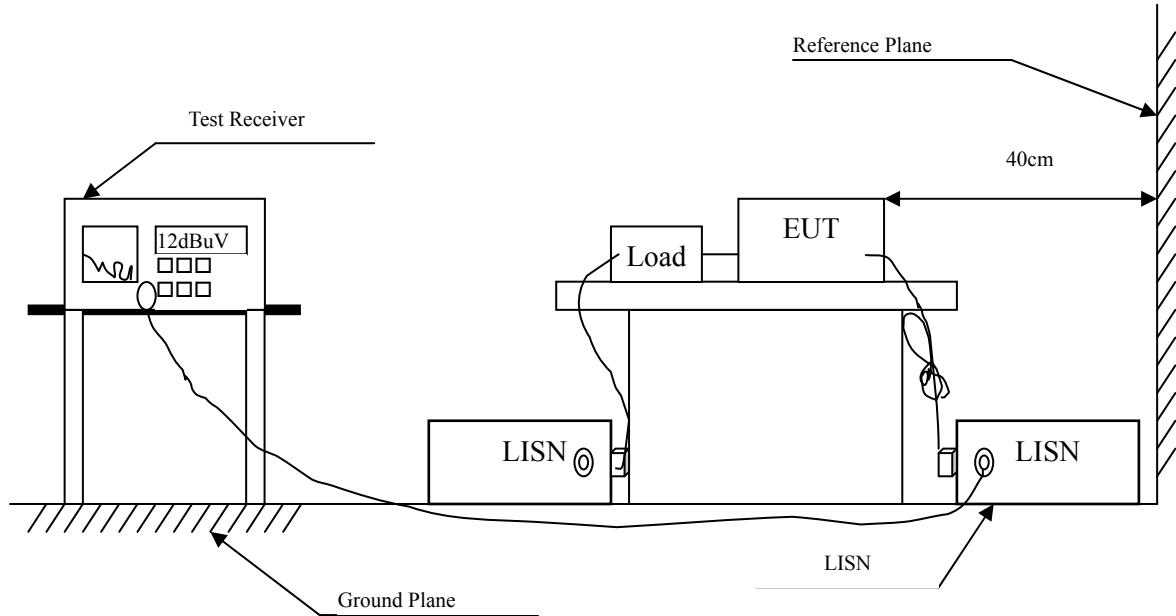 Reference Plane
Test Receiver
40cm
12dBuV
EUT
Load
LISN
LISN
LISN
Ground Plane